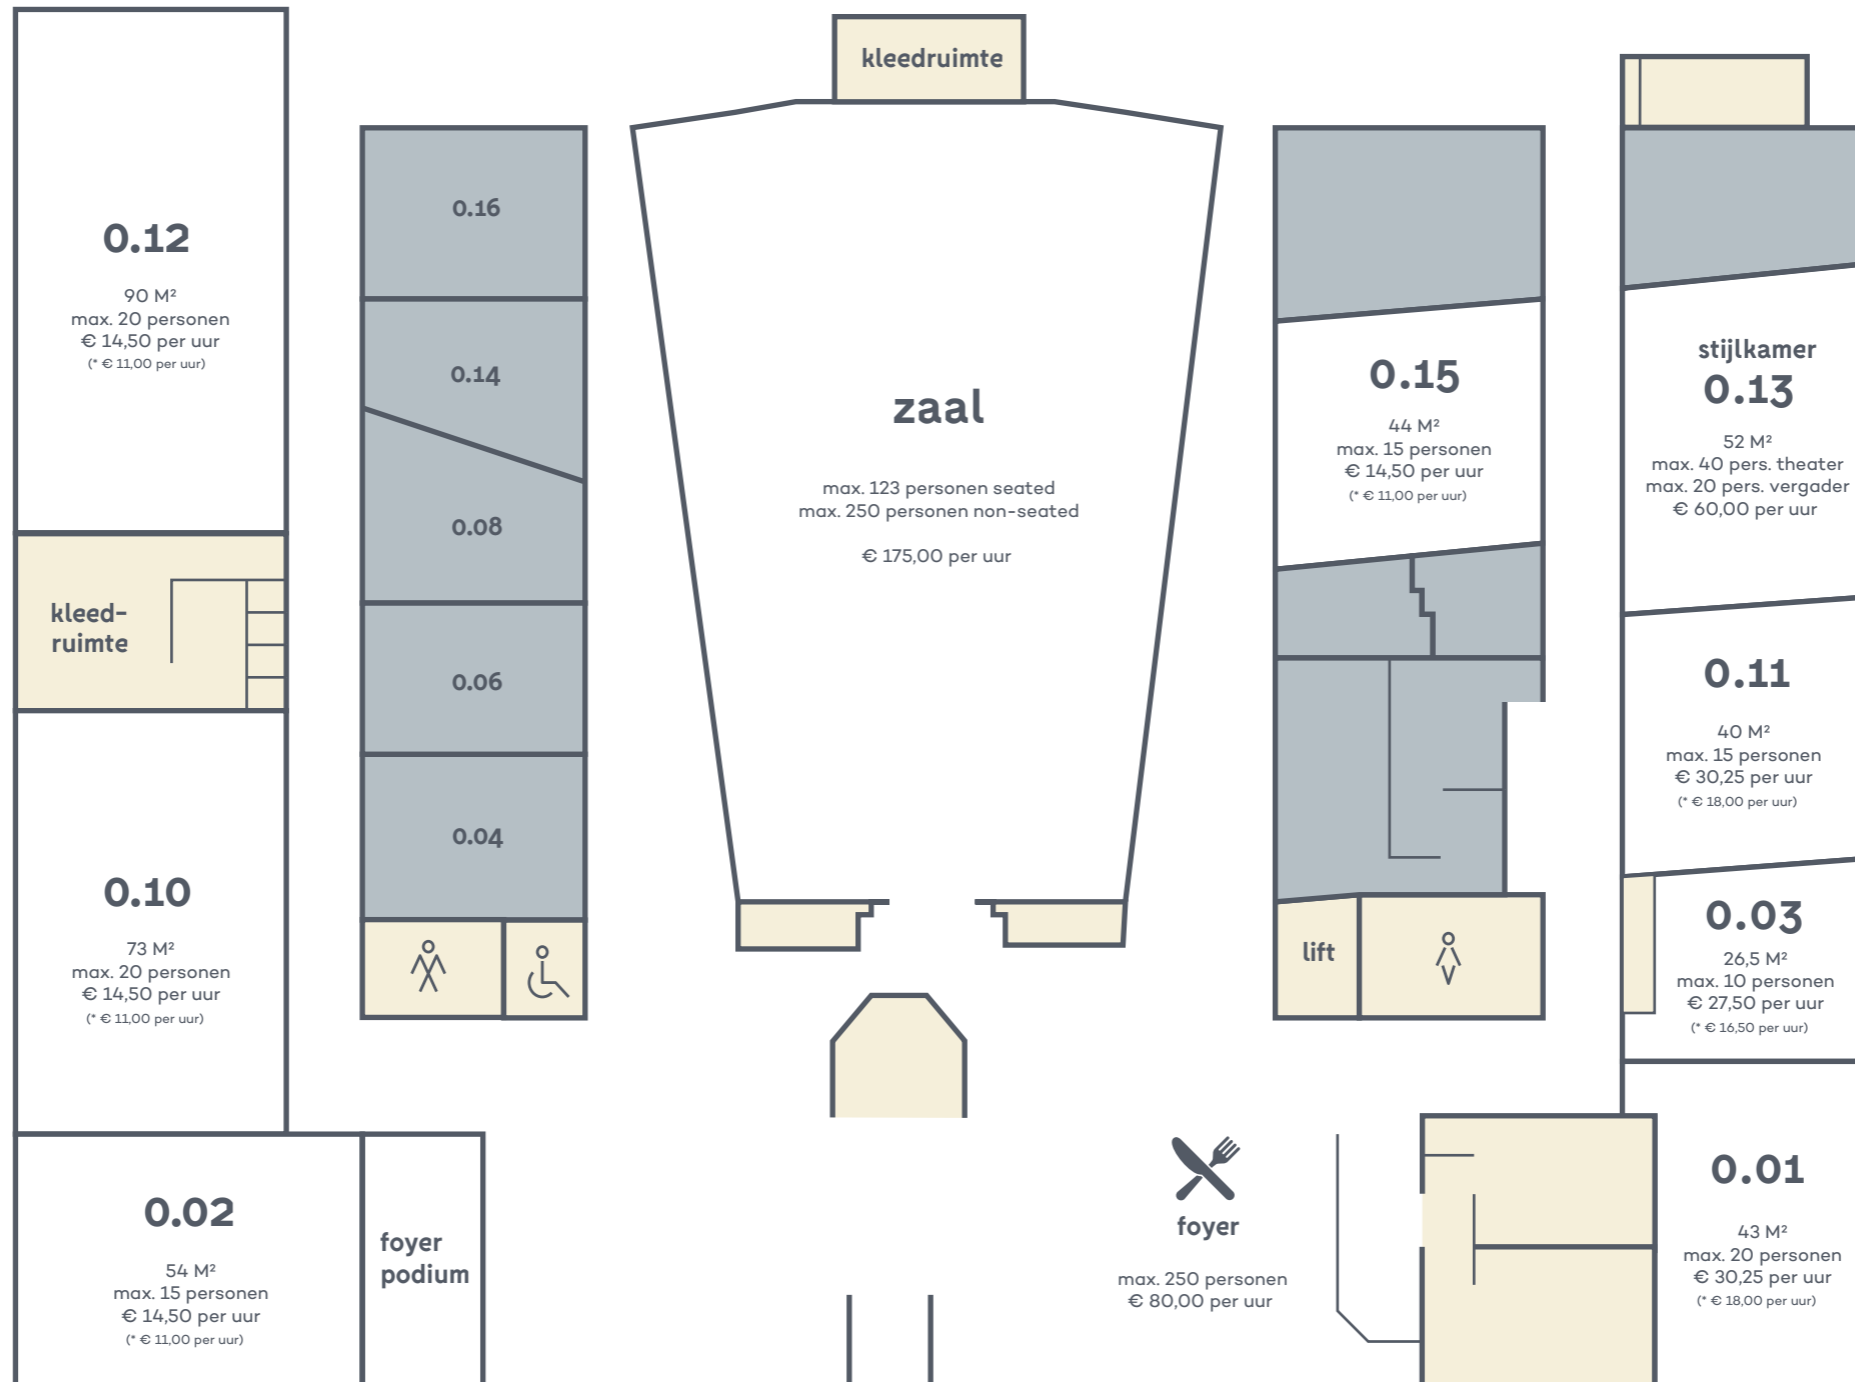 kleedruimte
0.12
90 M²
max. 20 personen
€ 14,50 per uur
(* € 11,00 per uur)
kleed-
ruimte
0.10
73 M²
max. 20 personen
€ 14,50 per uur
(* € 11,00 per uur)
0.02
54 M²
max. 15 personen
€ 14,50 per uur
(* € 11,00 per uur)
foyer
podium
0.16
0.14
0.08
0.06
0.04
zaal
max. 123 personen seated
max. 250 personen non-seated
€ 175,00 per uur
0.15
44 M²
max. 15 personen
€ 14,50 per uur
(* € 11,00 per uur)
lift
foyer
max. 250 personen
€ 80,00 per uur
stijlkamer
0.13
52 M²
max. 40 pers. theater
max. 20 pers. vergader
€ 60,00 per uur
0.11
40 M²
max. 15 personen
€ 30,25 per uur
(* € 18,00 per uur)
0.03
26,5 M²
max. 10 personen
€ 27,50 per uur
(* € 16,50 per uur)
0.01
43 M²
max. 20 personen
€ 30,25 per uur
(* € 18,00 per uur)